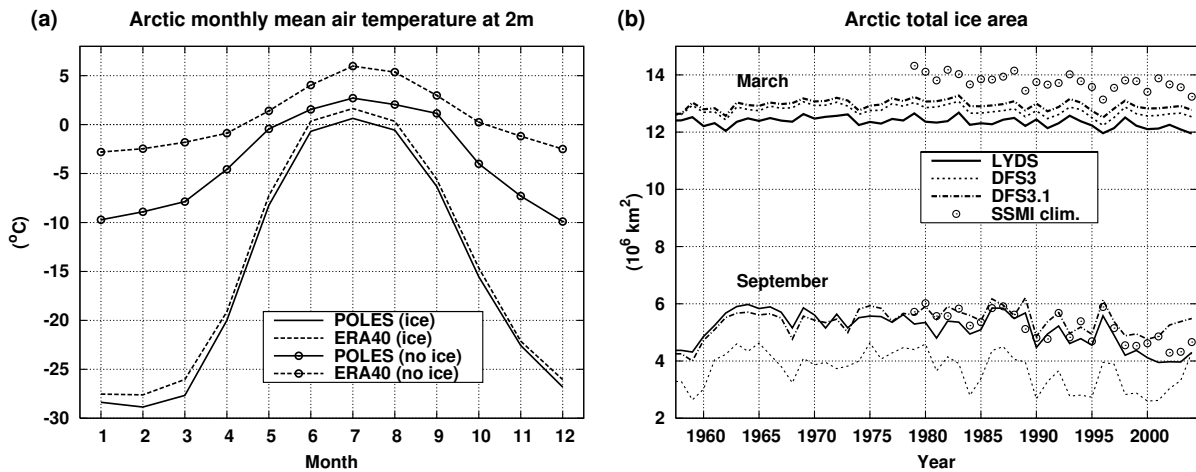 (a)
Arctic monthly mean air temperature at 2m
5
0
-5
-10
-15
-20
-25
-30
(°C)
1 2 3 4 5 6 7 8 9 10 11 12
Month
POLES (ice)
ERA40 (ice)
POLES (no ice)
ERA40 (no ice)
(b)
Arctic total ice area
14
12
10
8
6
4
2
(10⁶ km²)
March
LYDS
DFS3
DFS3.1
SSMI clim.
September
1960 1965 1970 1975 1980 1985 1990 1995 2000
Year